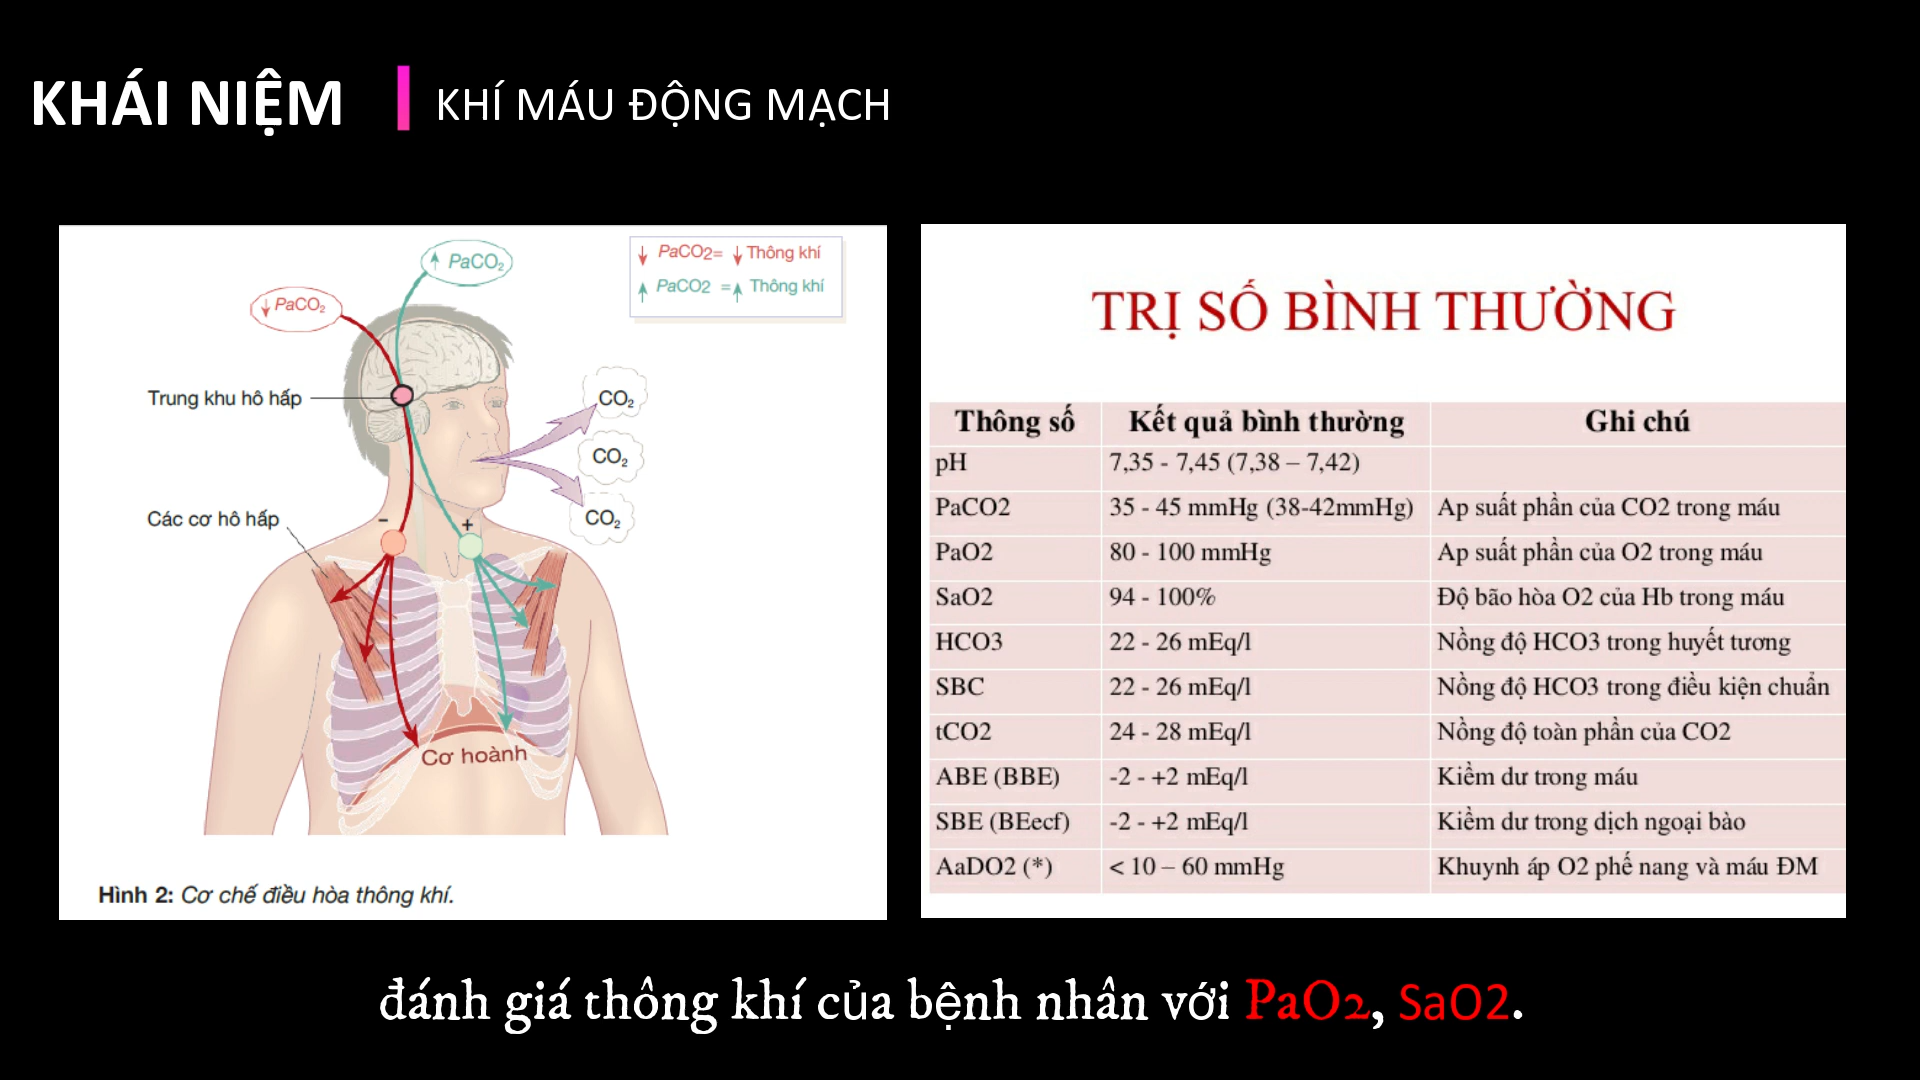 KHÁI NIỆM
KHÍ MÁU ĐỘNG MẠCH
↑ PaCO₂
↓ PaCO₂
↓ PaCO2= ↓ Thông khí
↑ PaCO2 =↑ Thông khí
Trung khu hô hấp
CO₂
CO₂
CO₂
Các cơ hô hấp
- +
Cơ hoành
Hình 2: Cơ chế điều hòa thông khí.
TRỊ SỐ BÌNH THƯỜNG
Thông số Kết quả bình thường Ghi chú
pH 7,35 - 7,45 (7,38 – 7,42)
PaCO2 35 - 45 mmHg (38-42mmHg) Ap suất phần của CO2 trong máu
PaO2 80 - 100 mmHg Ap suất phần của O2 trong máu
SaO2 94 - 100% Độ bão hòa O2 của Hb trong máu
HCO3 22 - 26 mEq/l Nồng độ HCO3 trong huyết tương
SBC 22 - 26 mEq/l Nồng độ HCO3 trong điều kiện chuẩn
tCO2 24 - 28 mEq/l Nồng độ toàn phần của CO2
ABE (BBE) -2 - +2 mEq/l Kiềm dư trong máu
SBE (BEecf) -2 - +2 mEq/l Kiềm dư trong dịch ngoại bào
AaDO2 (*) < 10 – 60 mmHg Khuynh áp O2 phế nang và máu ĐM
đánh giá thông khí của bệnh nhân với PaO2, SaO2.